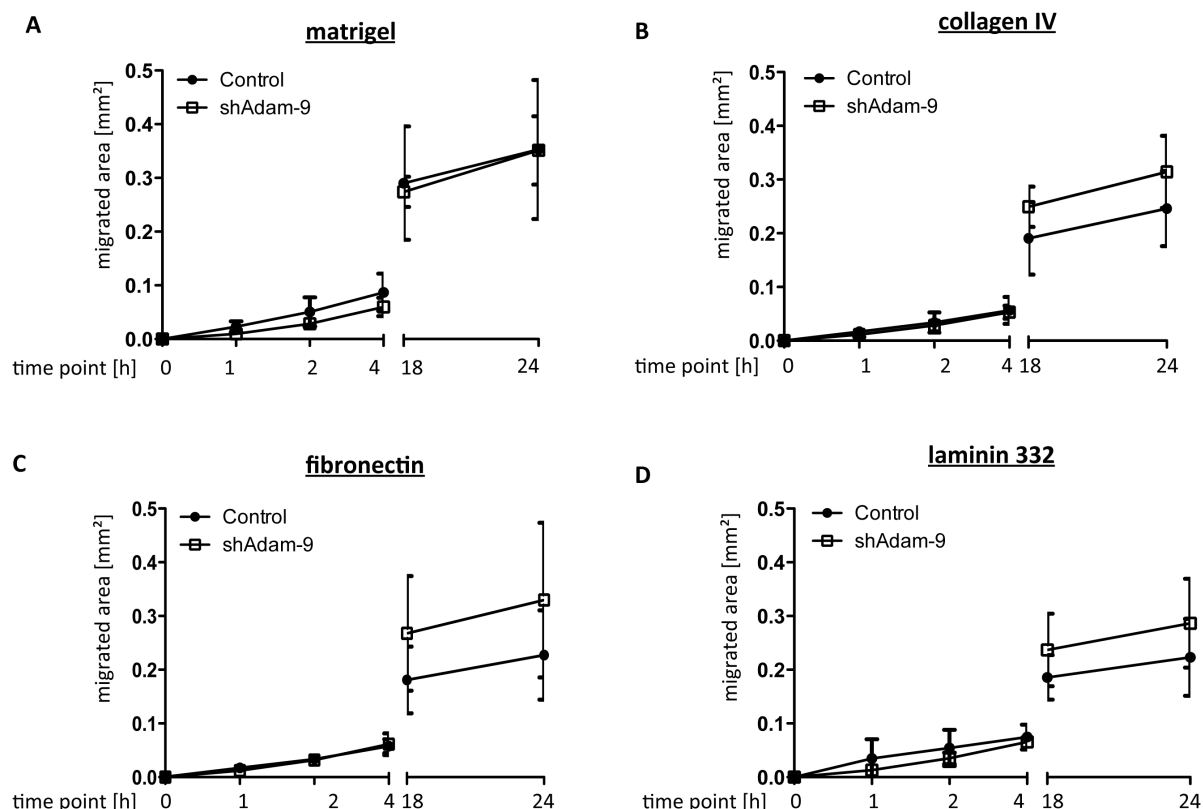 A
matrigel
Control
shAdam-9
migrated area [mm²]
0.5
0.4
0.3
0.2
0.1
0.0
time point [h] 0 1 2 4 18 24
B
collagen IV
Control
shAdam-9
migrated area [mm²]
0.5
0.4
0.3
0.2
0.1
0.0
time point [h] 0 1 2 4 18 24
C
fibronectin
Control
shAdam-9
migrated area [mm²]
0.5
0.4
0.3
0.2
0.1
0.0
time point [h] 0 1 2 4 18 24
D
laminin 332
Control
shAdam-9
migrated area [mm²]
0.5
0.4
0.3
0.2
0.1
0.0
time point [h] 0 1 2 4 18 24